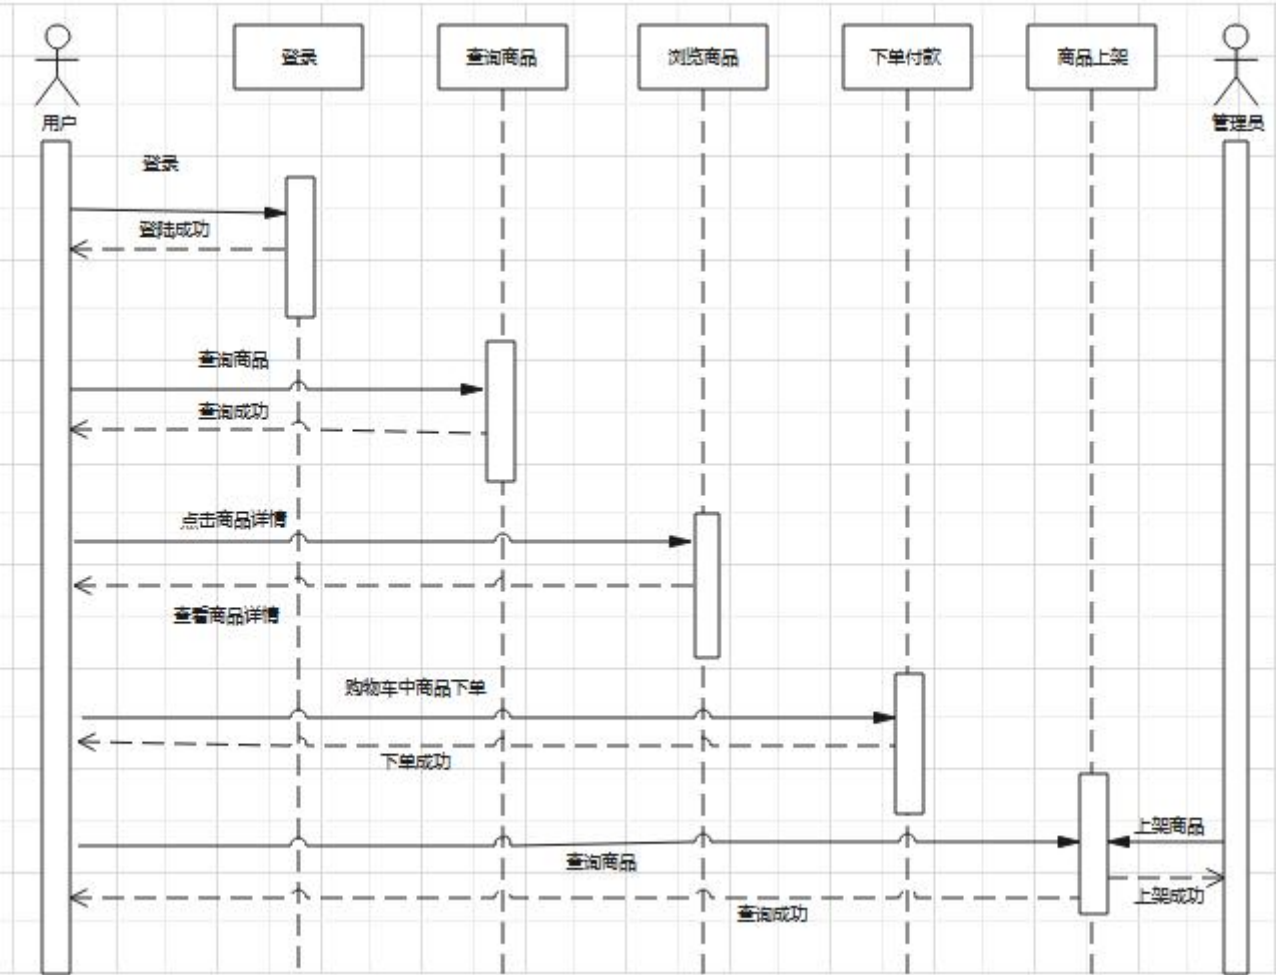 登录
查询商品
浏览商品
下单付款
商品上架
用户
管理员
登录
登陆成功
查询商品
查询成功
点击商品详情
查看商品详情
购物车中商品下单
下单成功
上架商品
查询商品
上架成功
查询成功